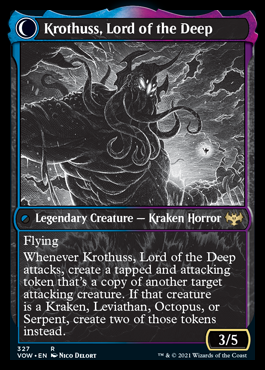 Krothuss, Lord of the Deep
Legendary Creature — Kraken Horror
Flying
Whenever Krothuss, Lord of the Deep
attacks, create a tapped and attacking
token that's a copy of another target
attacking creature. If that creature
is a Kraken, Leviathan, Octopus, or
Serpent, create two of those tokens
instead.
3/5
327 R
VOW • EN Nico Delort
™ & © 2021 Wizards of the Coast